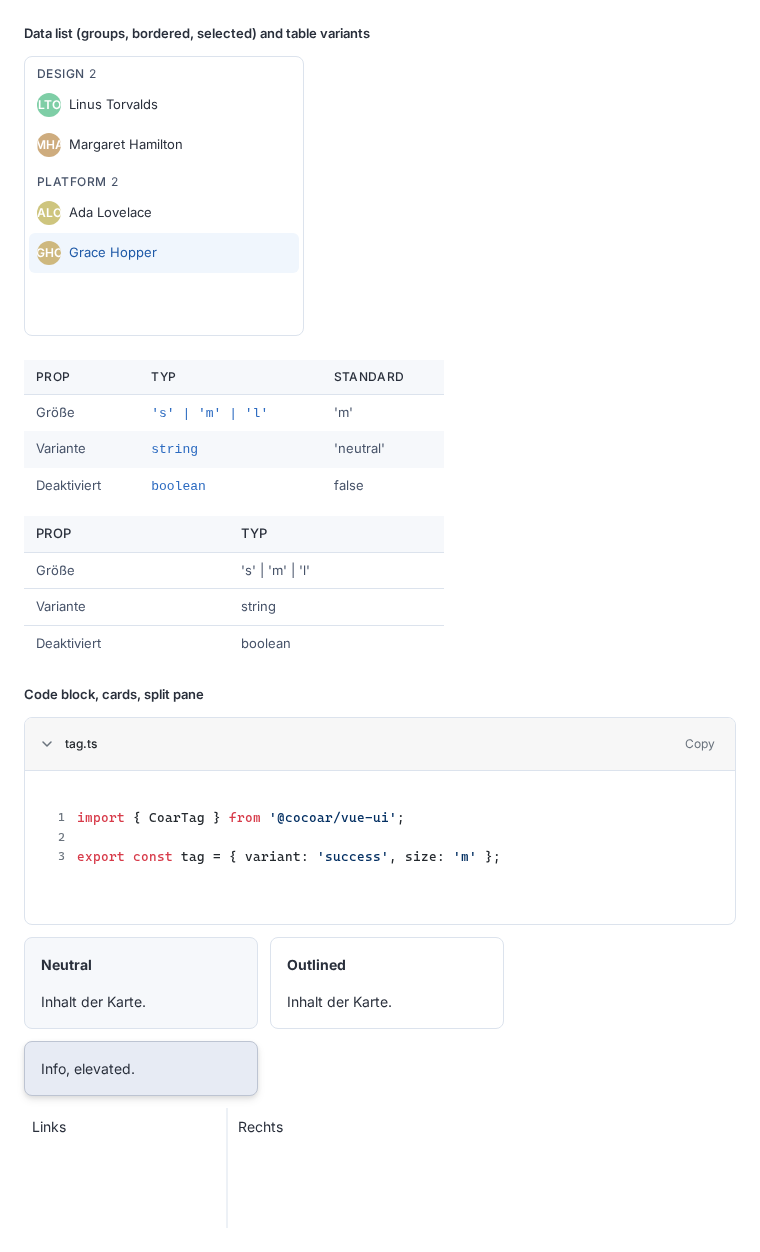 Data list (groups, bordered, selected) and table variants
DESIGN 2
LTO Linus Torvalds
MHA Margaret Hamilton
PLATFORM 2
ALO Ada Lovelace
GHO Grace Hopper
PROP TYP STANDARD
Größe 's' | 'm' | 'l' 'm'
Variante string 'neutral'
Deaktiviert boolean false
PROP TYP
Größe 's' | 'm' | 'l'
Variante string
Deaktiviert boolean
Code block, cards, split pane
tag.ts Copy
1 import { CoarTag } from '@cocoar/vue-ui';
2
3 export const tag = { variant: 'success', size: 'm' };
Neutral Outlined
Inhalt der Karte. Inhalt der Karte.
Info, elevated.
Links Rechts